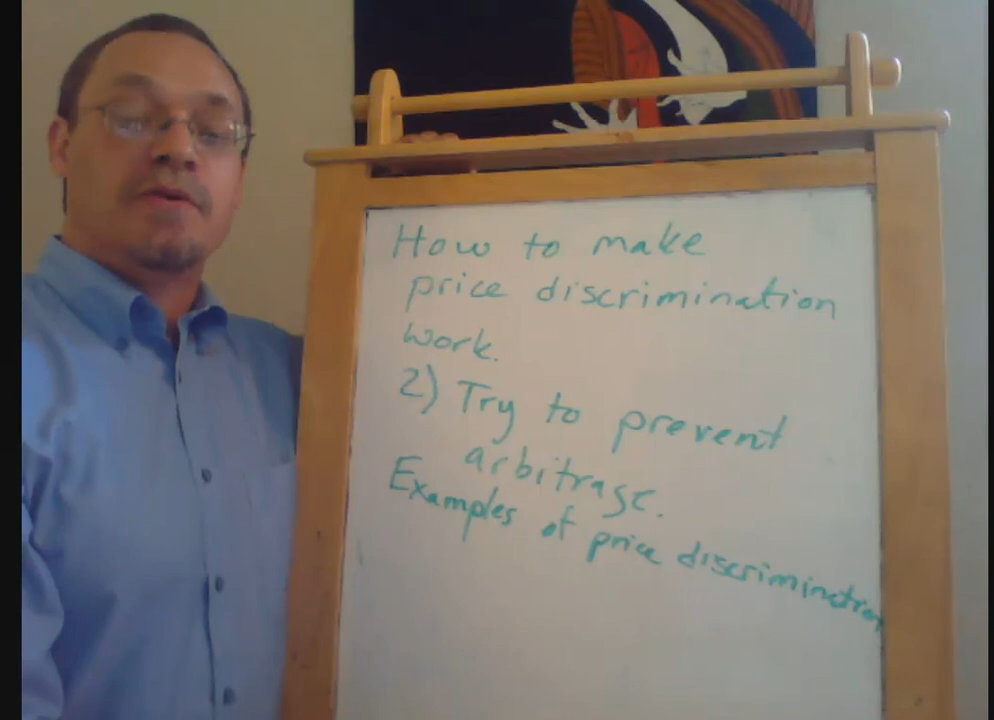 How to make
price discrimination
work.
2) Try to prevent
arbitrage.
Examples of price discrimination